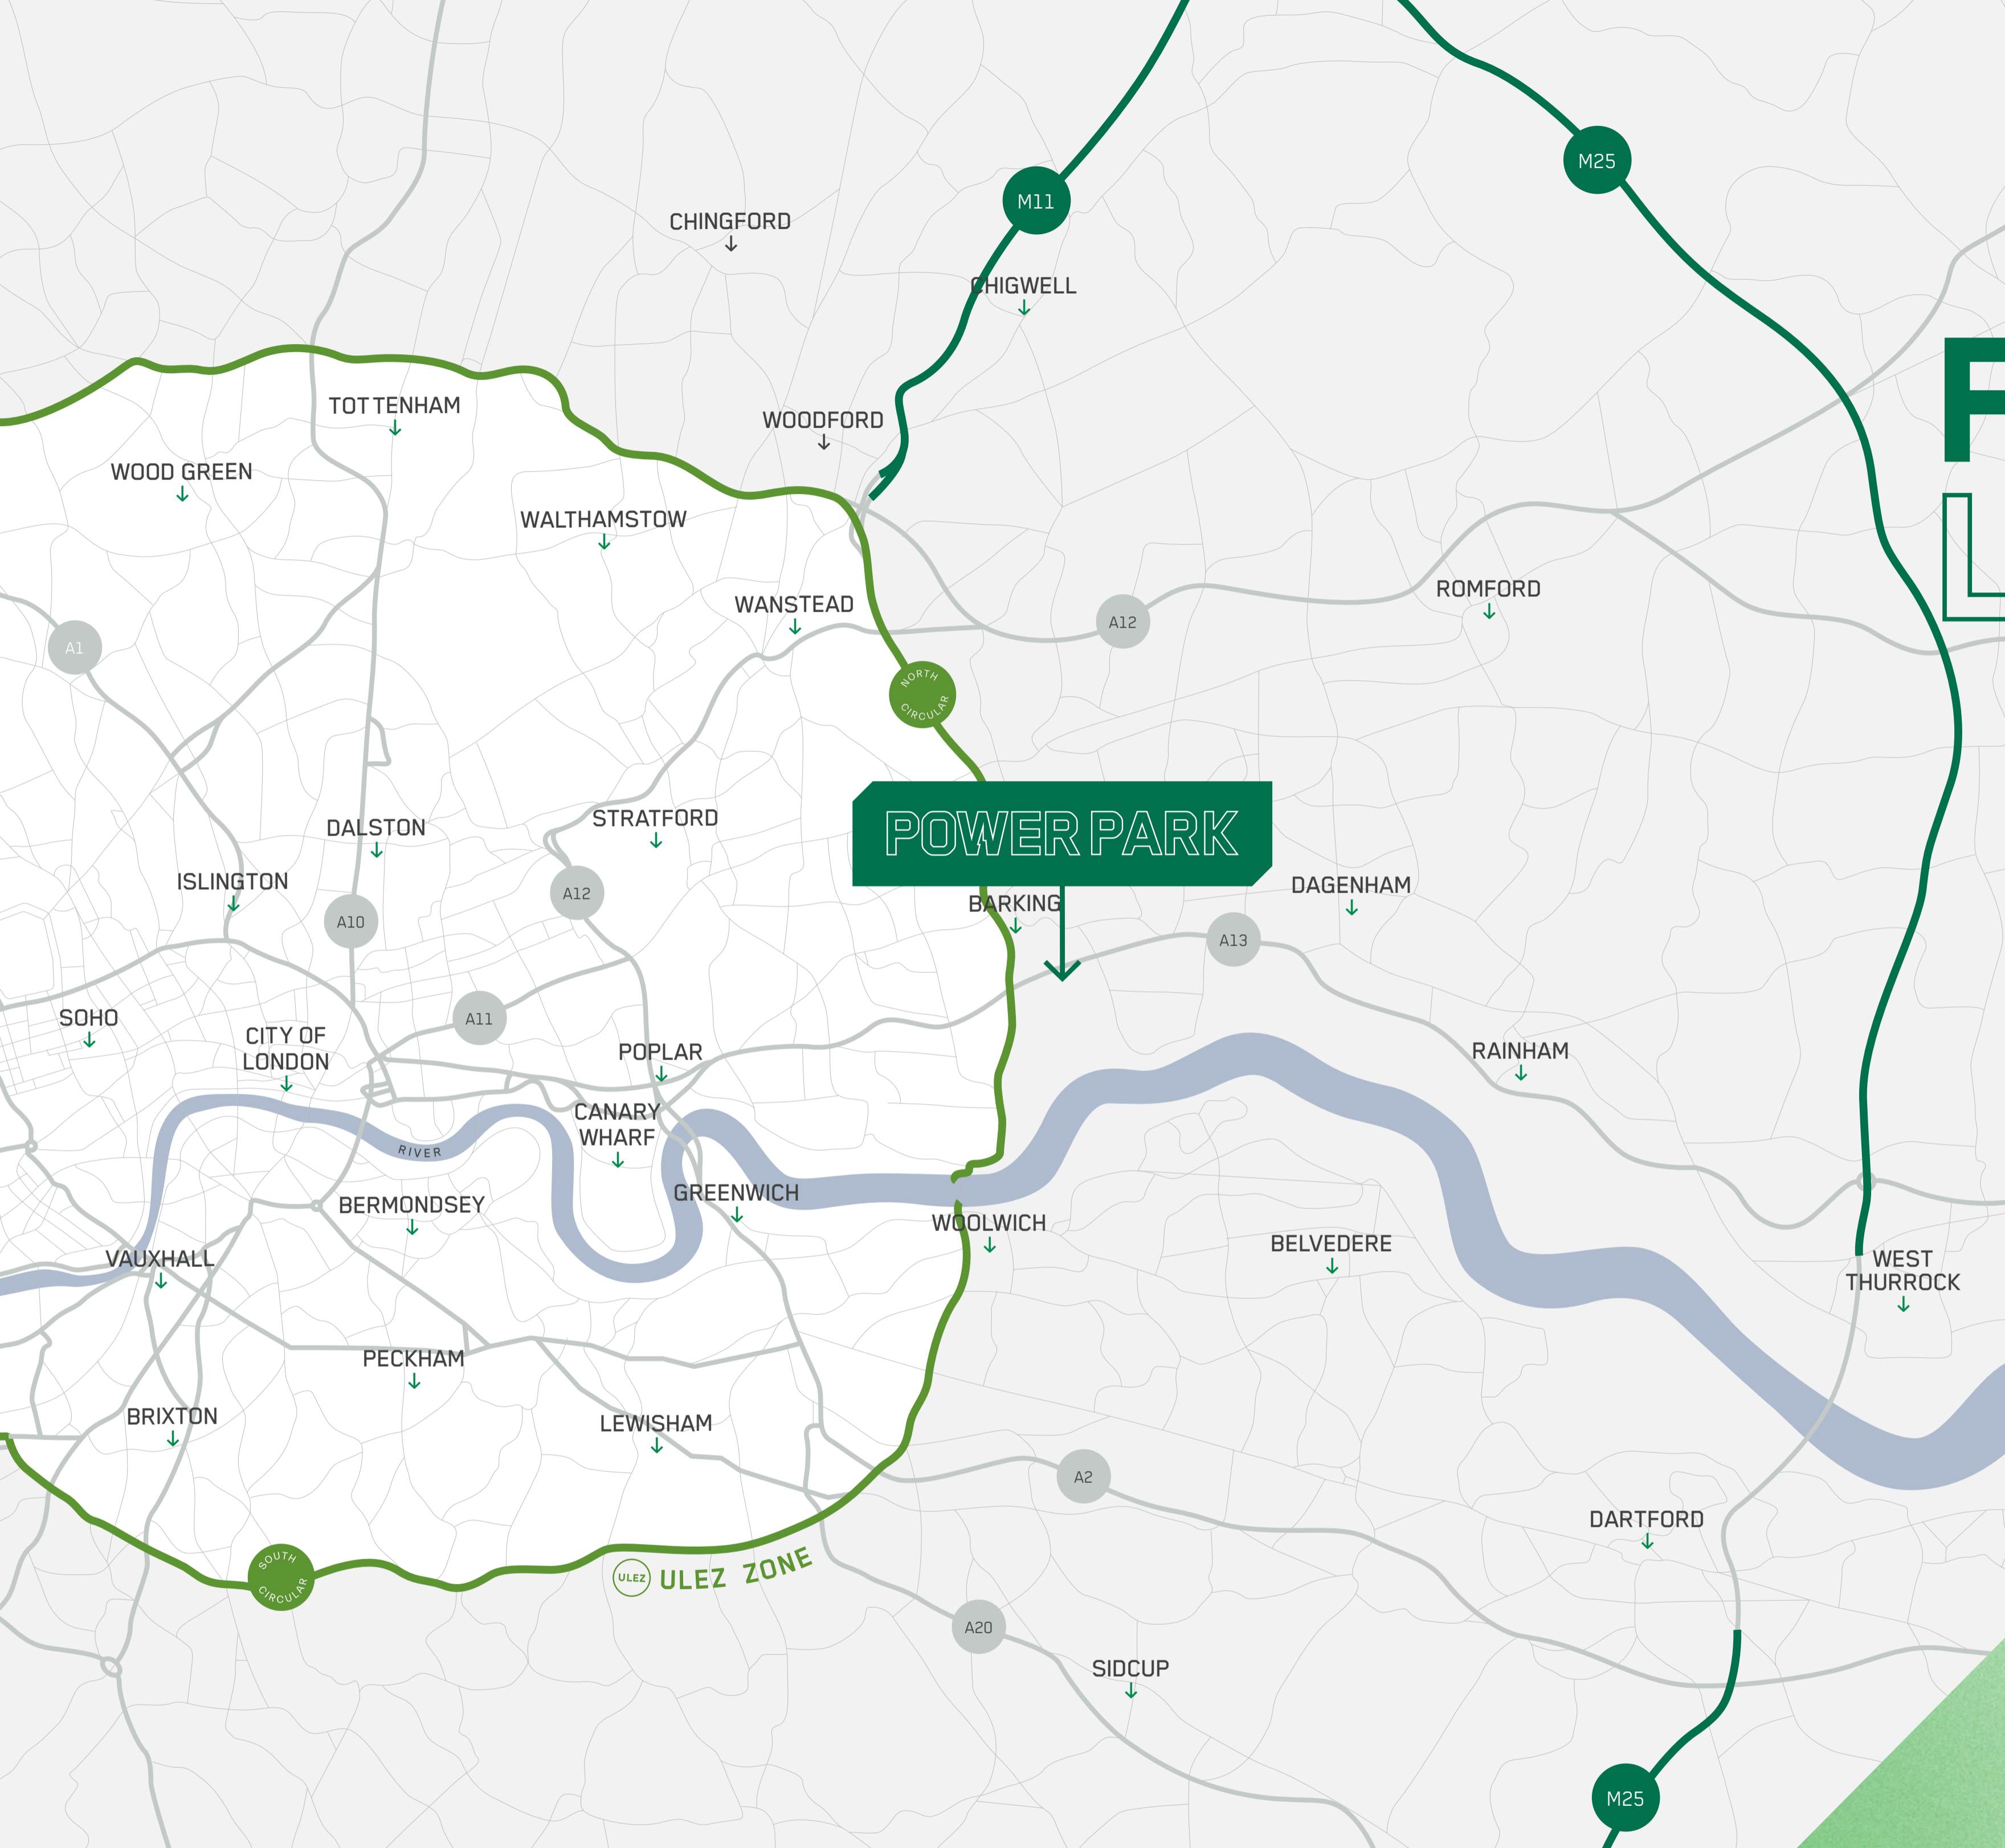 M25
M11
CHINGFORD
CHIGWELL
TOTTENHAM
WOODFORD
WOOD GREEN
WALTHAMSTOW
ROMFORD
WANSTEAD
A12
A1
NORTH
CIRCULAR
POWER PARK
STRATFORD
DALSTON
ISLINGTON
A12
DAGENHAM
BARKING
A10
A13
SOHO
A11
CITY OF
LONDON
POPLAR
RAINHAM
CANARY
WHARF
RIVER
GREENWICH
BERMONDSEY
WOOLWICH
BELVEDERE
VAUXHALL
WEST
THURROCK
PECKHAM
BRIXTON
LEWISHAM
A2
DARTFORD
SOUTH
CIRCULAR
ULEZ
ULEZ ZONE
A20
SIDCUP
M25